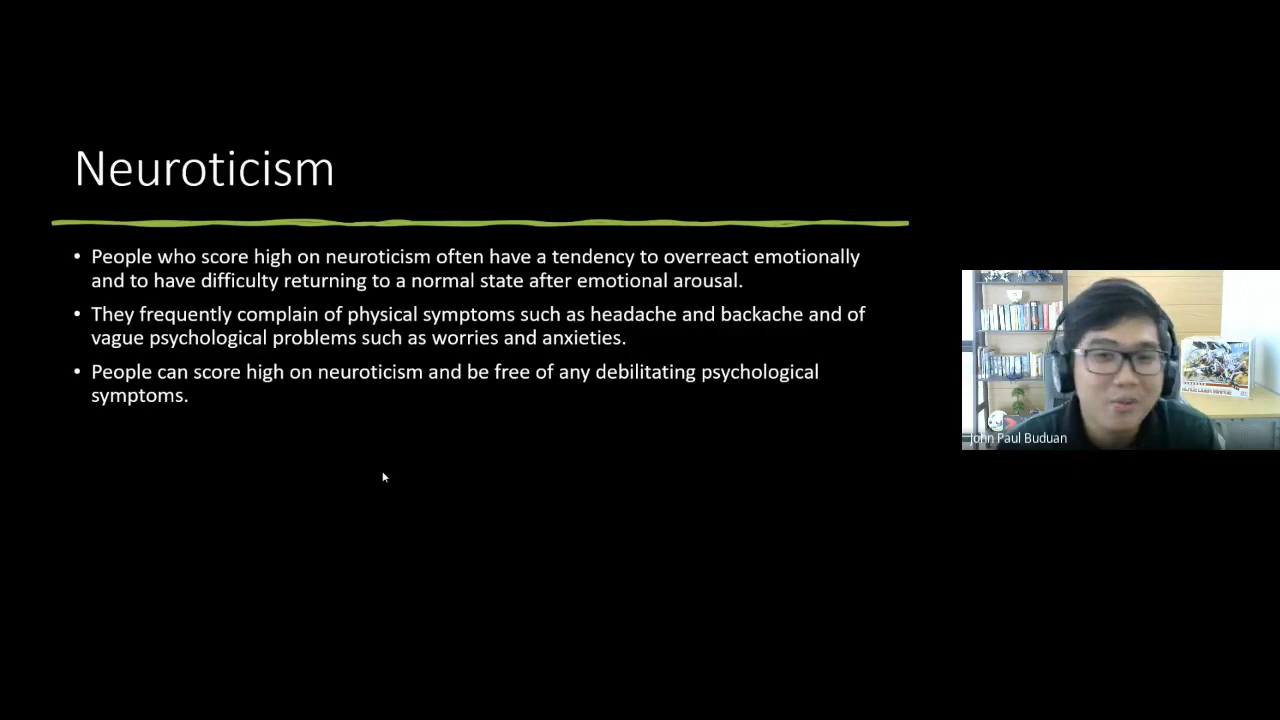 Neuroticism
• People who score high on neuroticism often have a tendency to overreact emotionally
and to have difficulty returning to a normal state after emotional arousal.
• They frequently complain of physical symptoms such as headache and backache and of
vague psychological problems such as worries and anxieties.
• People can score high on neuroticism and be free of any debilitating psychological
symptoms.
John Paul Buduan